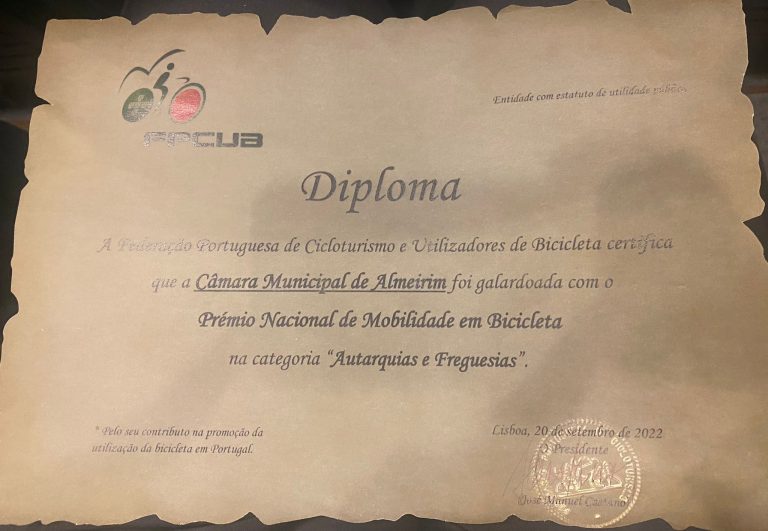 FPCUB
Entidade com estatuto de utilidade pública
Diploma
A Federação Portuguesa de Cicloturismo e Utilizadores de Bicicleta certifica
que a Câmara Municipal de Almeirim foi galardoada com o
Prémio Nacional de Mobilidade em Bicicleta
na categoria “Autarquias e Freguesias”.
* Pelo seu contributo na promoção da
utilização da bicicleta em Portugal.
Lisboa, 20 de setembro de 2022
O Presidente
(José Manuel Caetano)